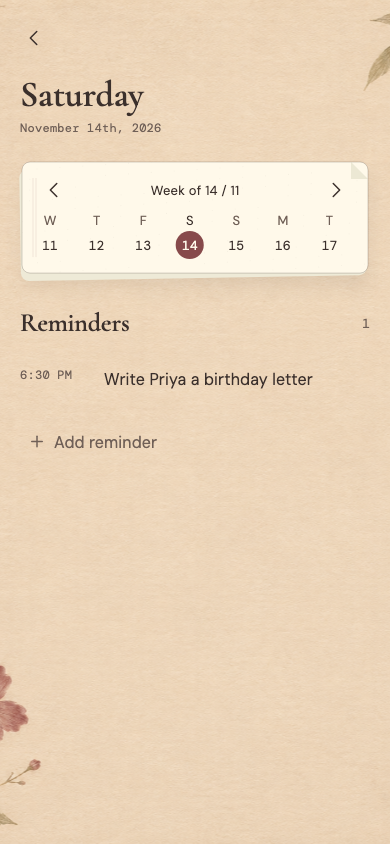 Saturday
November 14th, 2026
Week of 14 / 11
W T F S S M T
11 12 13 14 15 16 17
Reminders 1
6:30 PM Write Priya a birthday letter
+ Add reminder